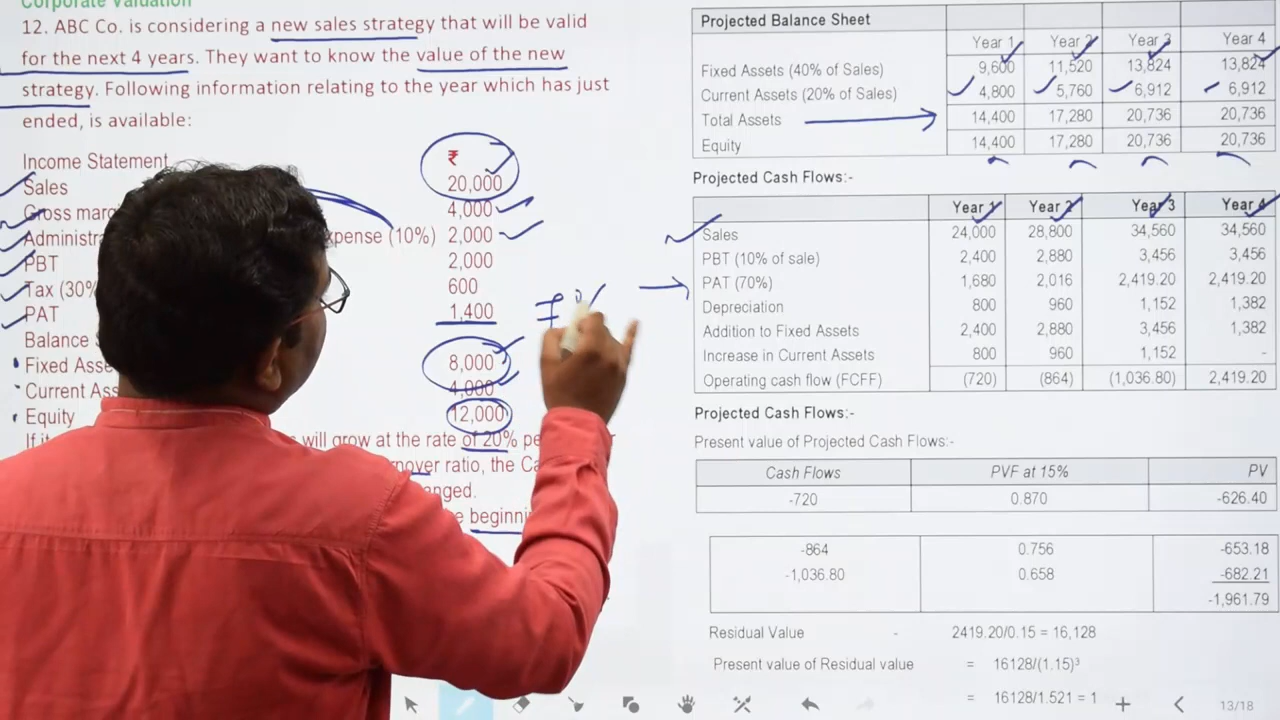 Corporate Valuation
12. ABC Co. is considering a new sales strategy that will be valid
for the next 4 years. They want to know the value of the new
strategy. Following information relating to the year which has just
ended, is available:
Income Statement ₹
Sales 20,000
Gross 4,000
(10%) 2,000
PBT 2,000
Tax (30% 600
PAT 1,400
Balance
Fixed 8,000
Current 4,000
Equity 12,000
will grow at the rate of 20%
ratio, the
beginni
7%
Projected Balance Sheet
Year 1 Year 2 Year 3 Year 4
Fixed Assets (40% of Sales) 9,600 11,520 13,824 13,824
Current Assets (20% of Sales) 4,800 5,760 6,912 6,912
Total Assets 14,400 17,280 20,736 20,736
Equity 14,400 17,280 20,736 20,736
Projected Cash Flows:-
Year 1 Year 2 Year 3 Year 4
Sales 24,000 28,800 34,560 34,560
PBT (10% of sale) 2,400 2,880 3,456 3,456
PAT (70%) 1,680 2,016 2,419.20 2,419.20
Depreciation 800 960 1,152 1,382
Addition to Fixed Assets 2,400 2,880 3,456 1,382
Increase in Current Assets 800 960 1,152 -
Operating cash flow (FCFF) (720) (864) (1,036.80) 2,419.20
Projected Cash Flows:-
Present value of Projected Cash Flows:-
Cash Flows PVF at 15% PV
-720 0.870 -626.40
-864 0.756 -653.18
-1,036.80 0.658 -682.21
-1,961.79
Residual Value - 2419.20/0.15 = 16,128
Present value of Residual value = 16128/(1.15)³
= 16128/1.521 = 1
13/18